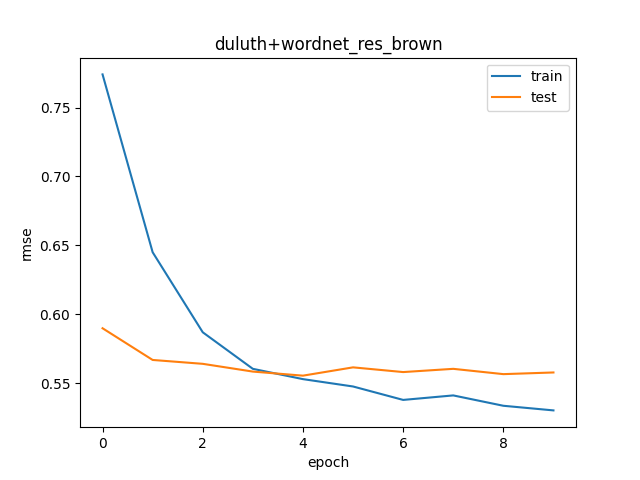 duluth+wordnet_res_brown
train
test
0.75
0.70
0.65
0.60
0.55
rmse
0 2 4 6 8
epoch